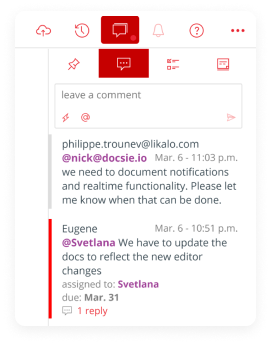 leave a comment
@
philippe.trounev@likalo.com
@nick@docsie.io Mar. 6 - 11:03 p.m.
we need to document notifications
and realtime functionality. Please let
me know when that can be done.
Eugene Mar. 6 - 10:51 p.m.
@Svetlana We have to update the
docs to reflect the new editor
changes
assigned to: Svetlana
due: Mar. 31
1 reply